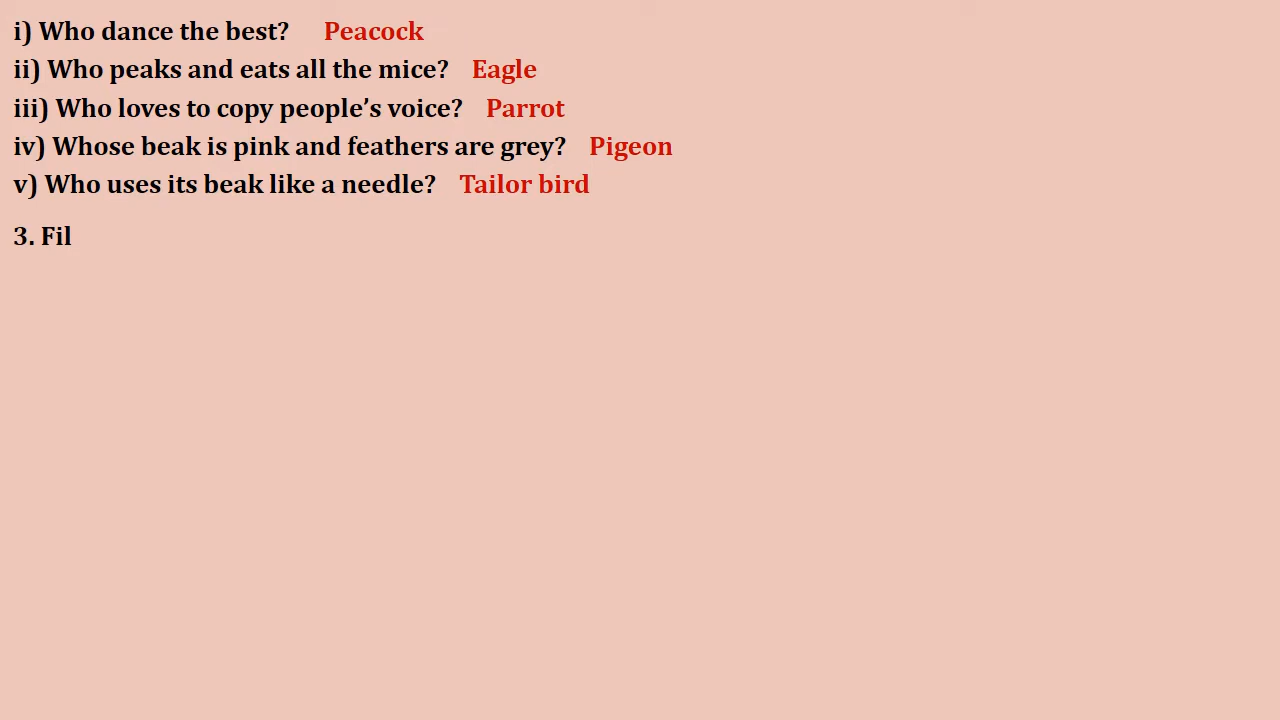 i) Who dance the best? Peacock
ii) Who peaks and eats all the mice? Eagle
iii) Who loves to copy people’s voice? Parrot
iv) Whose beak is pink and feathers are grey? Pigeon
v) Who uses its beak like a needle? Tailor bird
3. Fil